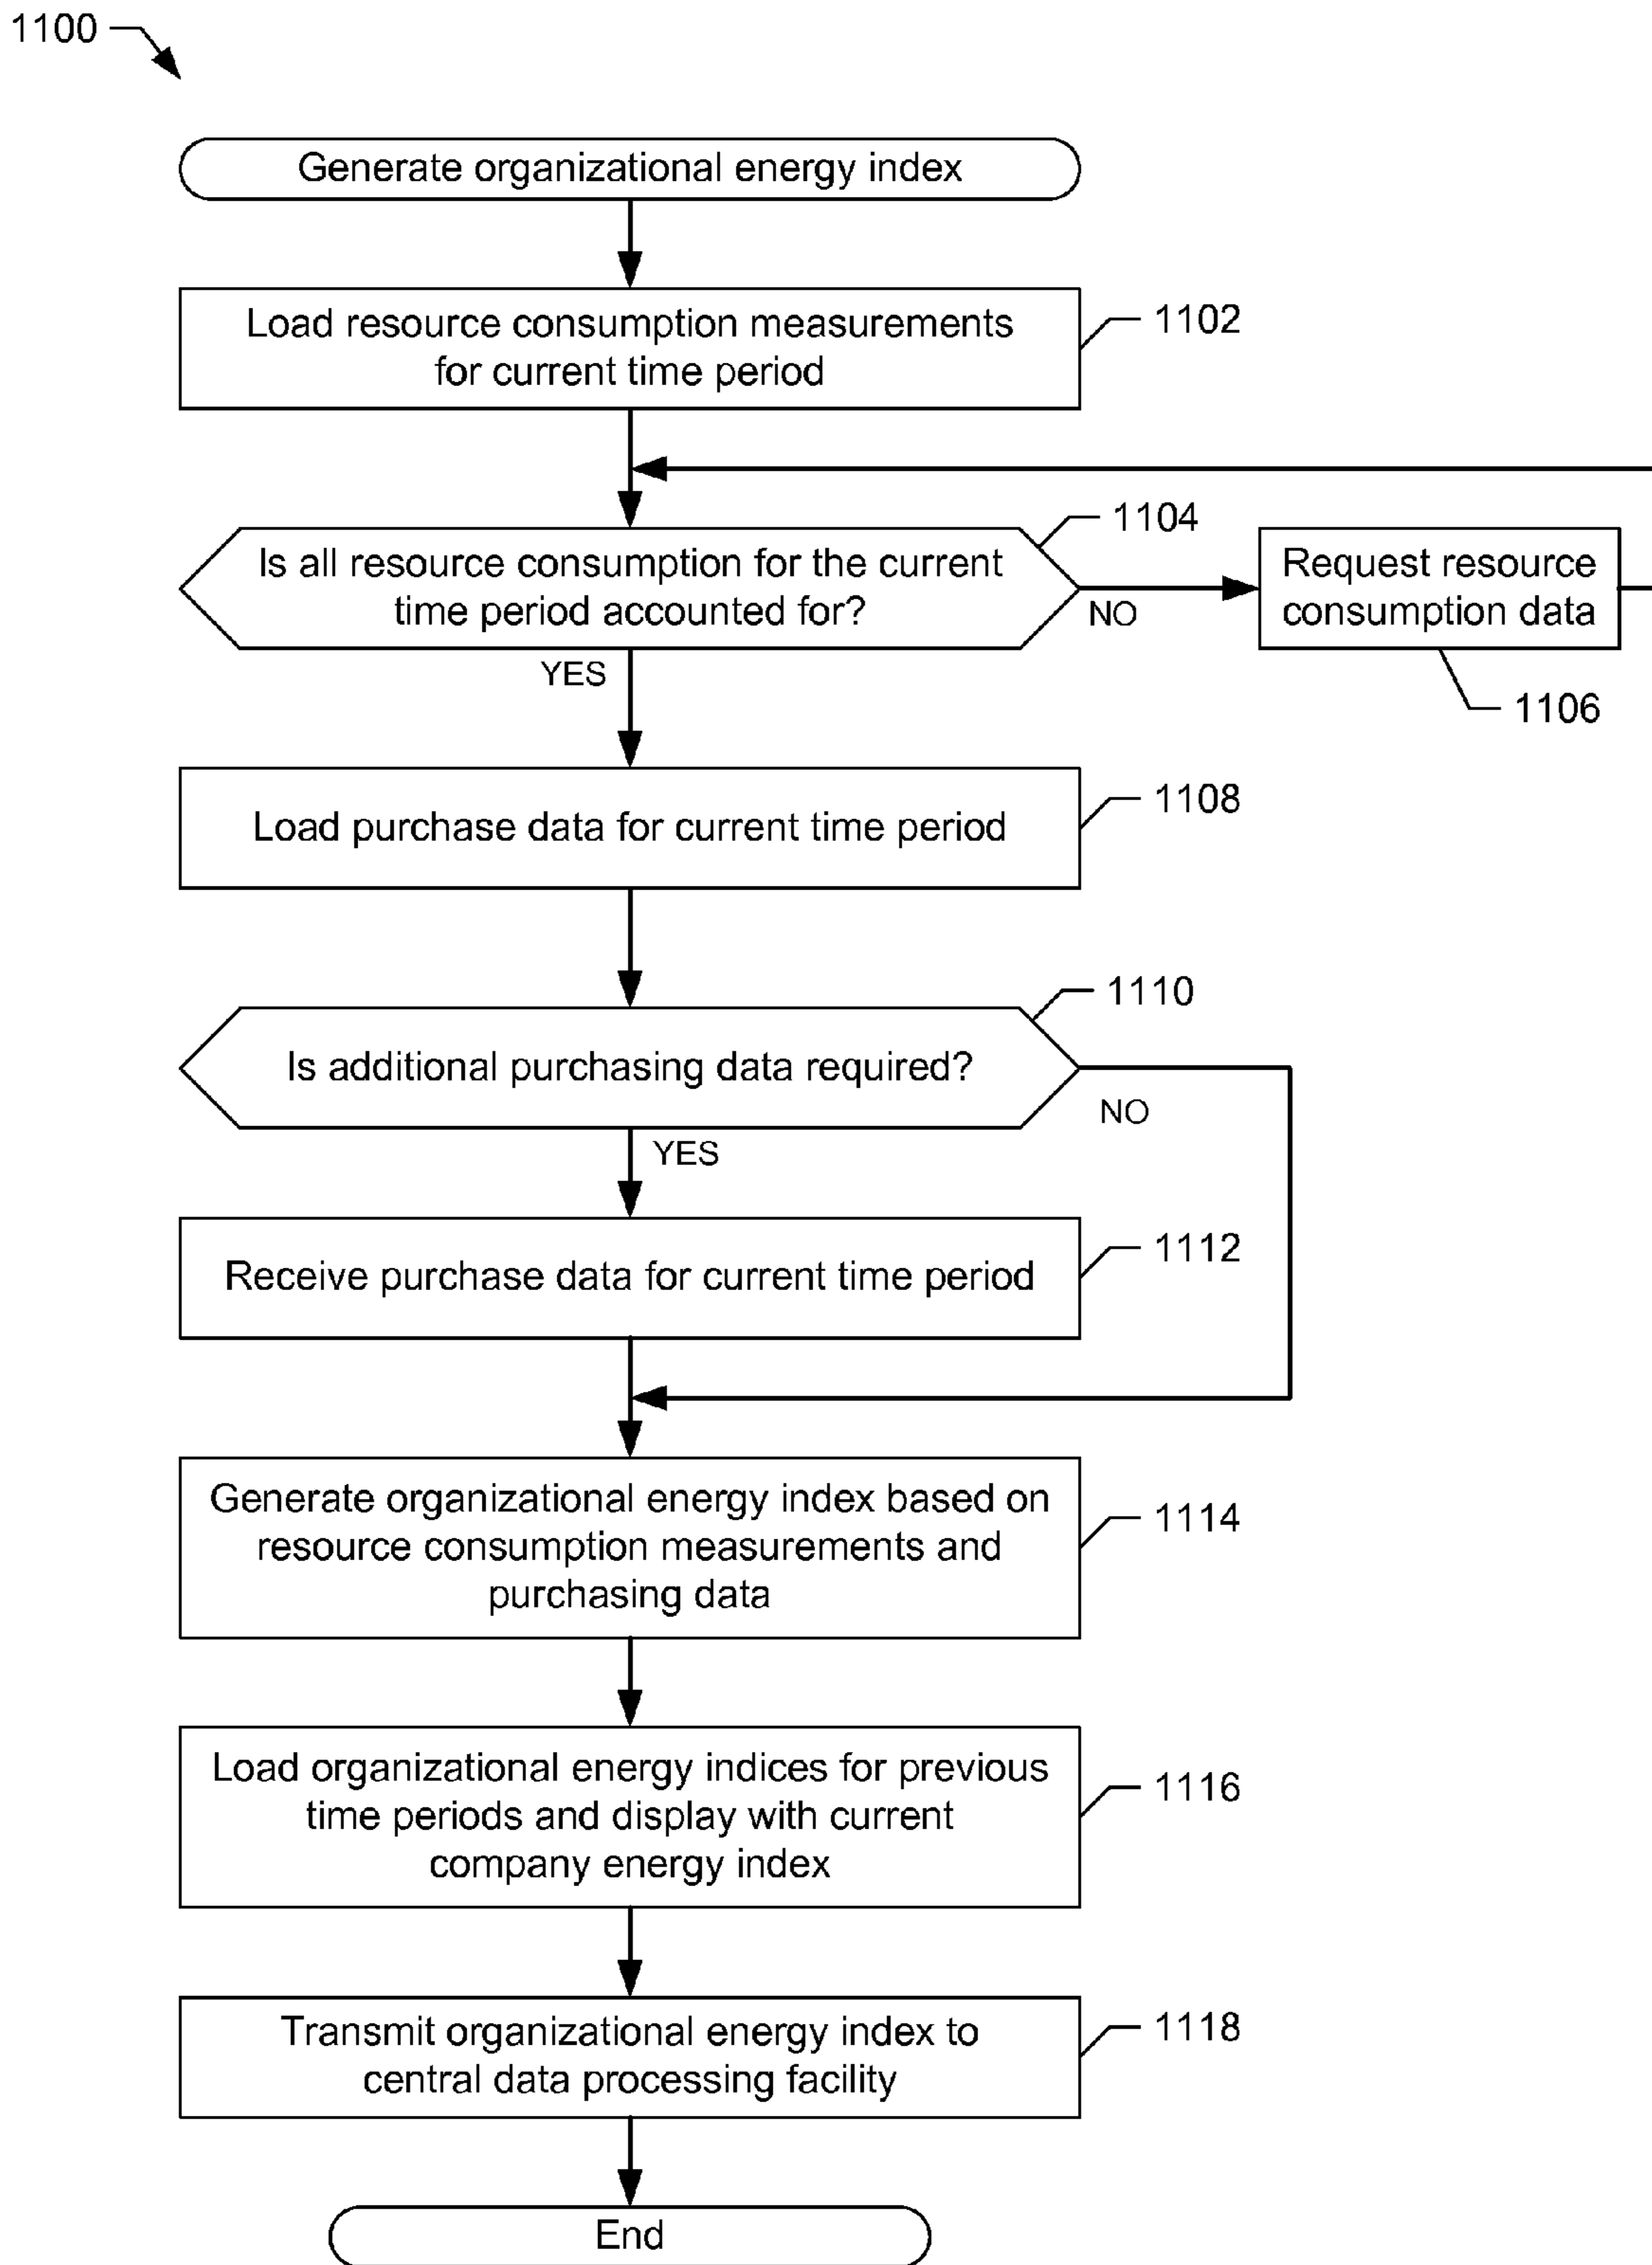 1100
Generate organizational energy index
Load resource consumption measurements
for current time period
1102
Is all resource consumption for the current
time period accounted for?
1104
NO
Request resource
consumption data
1106
YES
Load purchase data for current time period
1108
Is additional purchasing data required?
1110
NO
YES
Receive purchase data for current time period
1112
Generate organizational energy index based on
resource consumption measurements and
purchasing data
1114
Load organizational energy indices for previous
time periods and display with current
company energy index
1116
Transmit organizational energy index to
central data processing facility
1118
End